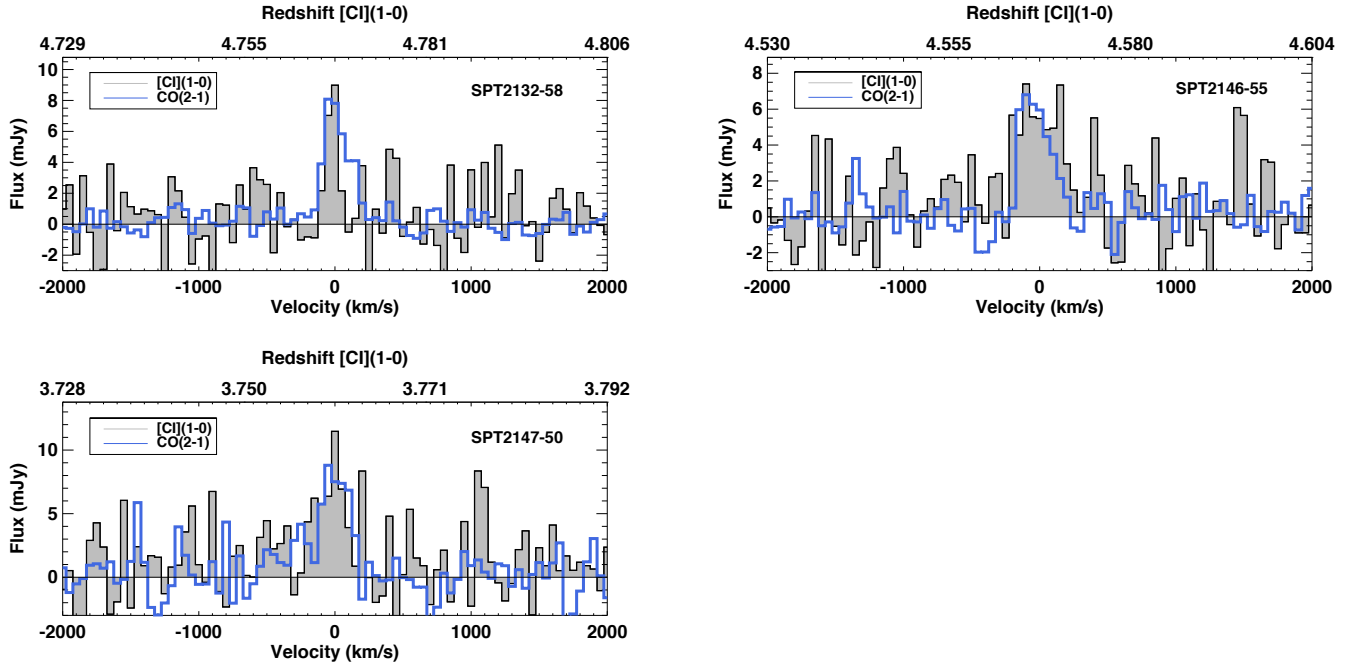 Redshift [CI](1-0)
4.729 4.755 4.781 4.806
10
8
6
4
2
0
-2
Flux (mJy)
[CI](1-0)
CO(2-1)
SPT2132-58
-2000 -1000 0 1000 2000
Velocity (km/s)
Redshift [CI](1-0)
4.530 4.555 4.580 4.604
8
6
4
2
0
-2
Flux (mJy)
[CI](1-0)
CO(2-1)
SPT2146-55
-2000 -1000 0 1000 2000
Velocity (km/s)
Redshift [CI](1-0)
3.728 3.750 3.771 3.792
10
5
0
Flux (mJy)
[CI](1-0)
CO(2-1)
SPT2147-50
-2000 -1000 0 1000 2000
Velocity (km/s)